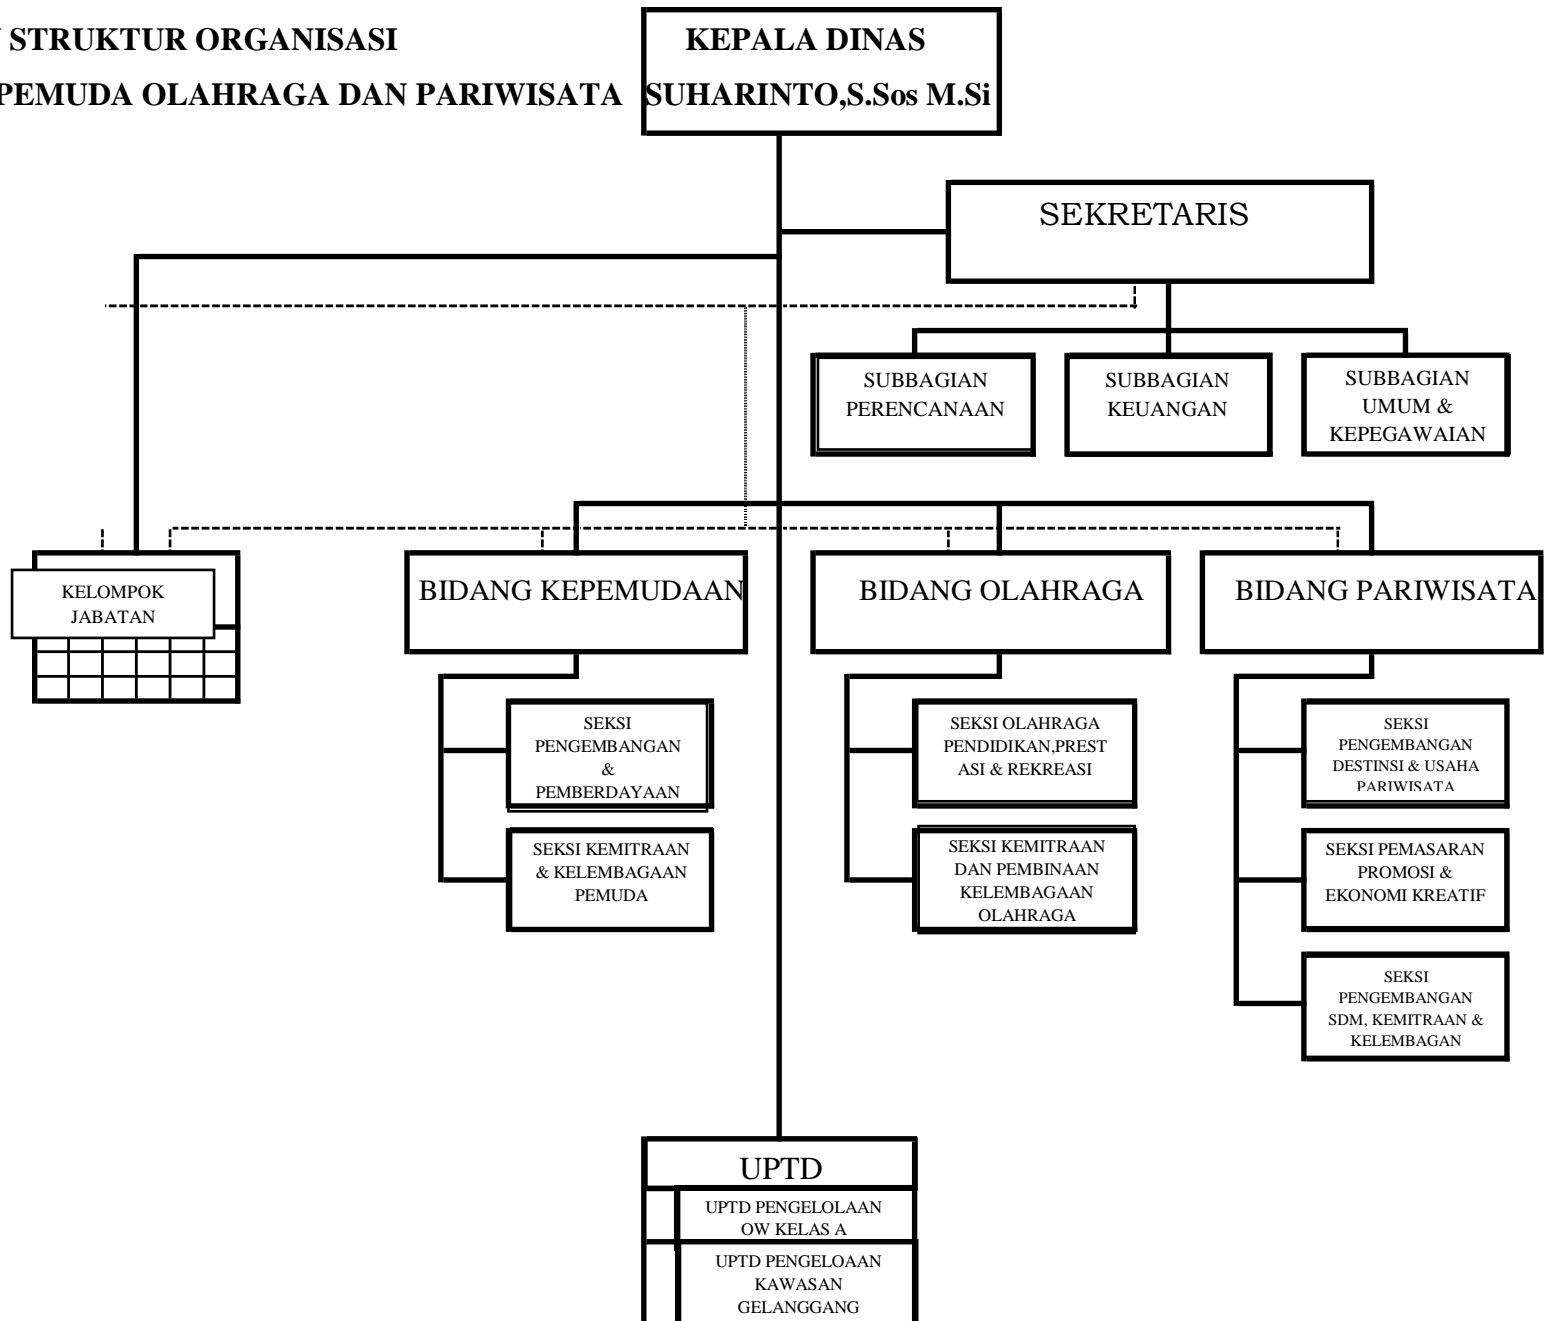 STRUKTUR ORGANISASI
PEMUDA OLAHRAGA DAN PARIWISATA
KEPALA DINAS
SUHARINTO,S.Sos M.Si
SEKRETARIS
SUBBAGIAN
PERENCANAAN
SUBBAGIAN
KEUANGAN
SUBBAGIAN
UMUM &
KEPEGAWAIAN
KELOMPOK
JABATAN
BIDANG KEPEMUDAAN
BIDANG OLAHRAGA
BIDANG PARIWISATA
SEKSI
PENGEMBANGAN
&
PEMBERDAYAAN
SEKSI KEMITRAAN
& KELEMBAGAAN
PEMUDA
SEKSI OLAHRAGA
PENDIDIKAN,PREST
ASI & REKREASI
SEKSI KEMITRAAN
DAN PEMBINAAN
KELEMBAGAAN
OLAHRAGA
SEKSI
PENGEMBANGAN
DESTINSI & USAHA
PARIWISATA
SEKSI PEMASARAN
PROMOSI &
EKONOMI KREATIF
SEKSI
PENGEMBANGAN
SDM, KEMITRAAN &
KELEMBAGAN
UPTD
UPTD PENGELOLAAN
OW KELAS A
UPTD PENGELOAAN
KAWASAN
GELANGGANG